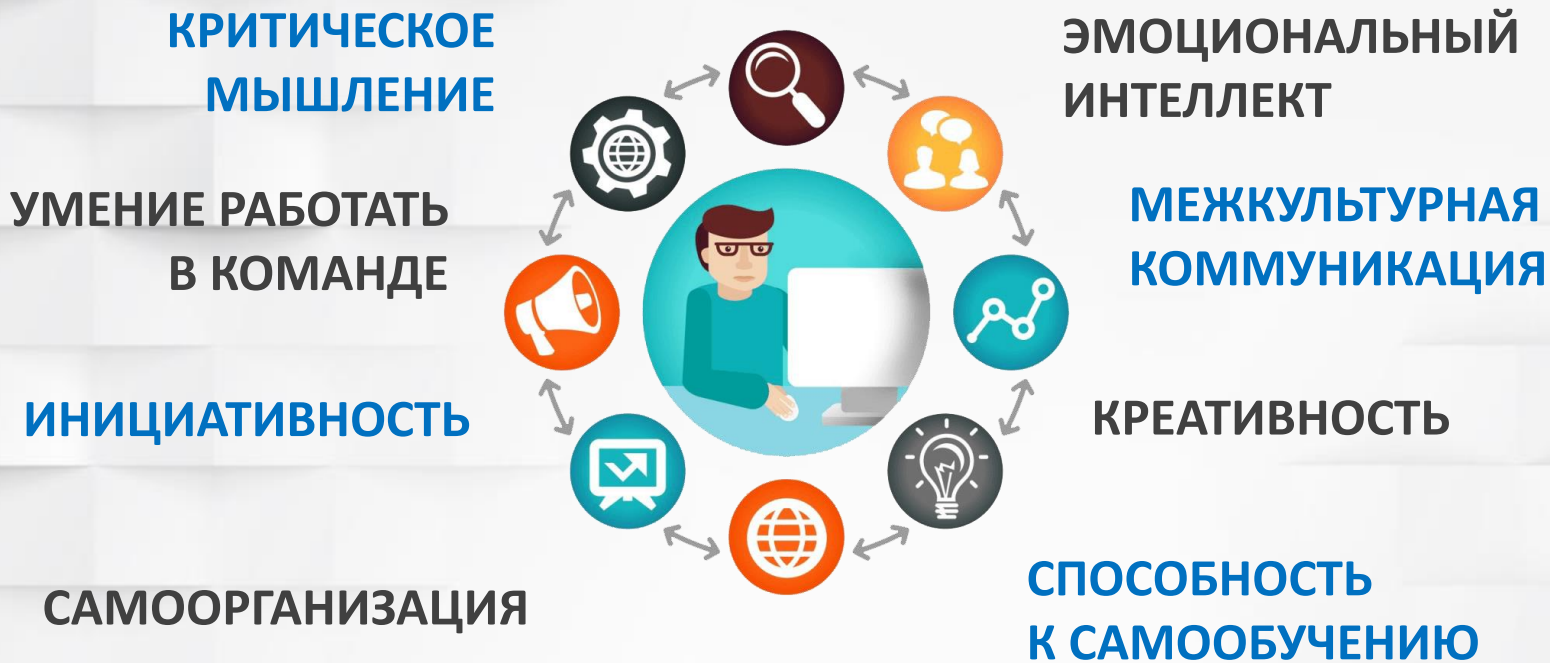 КРИТИЧЕСКОЕ
МЫШЛЕНИЕ
УМЕНИЕ РАБОТАТЬ
В КОМАНДЕ
ИНИЦИАТИВНОСТЬ
САМООРГАНИЗАЦИЯ
ЭМОЦИОНАЛЬНЫЙ
ИНТЕЛЛЕКТ
МЕЖКУЛЬТУРНАЯ
КОММУНИКАЦИЯ
КРЕАТИВНОСТЬ
СПОСОБНОСТЬ
К САМООБУЧЕНИЮ